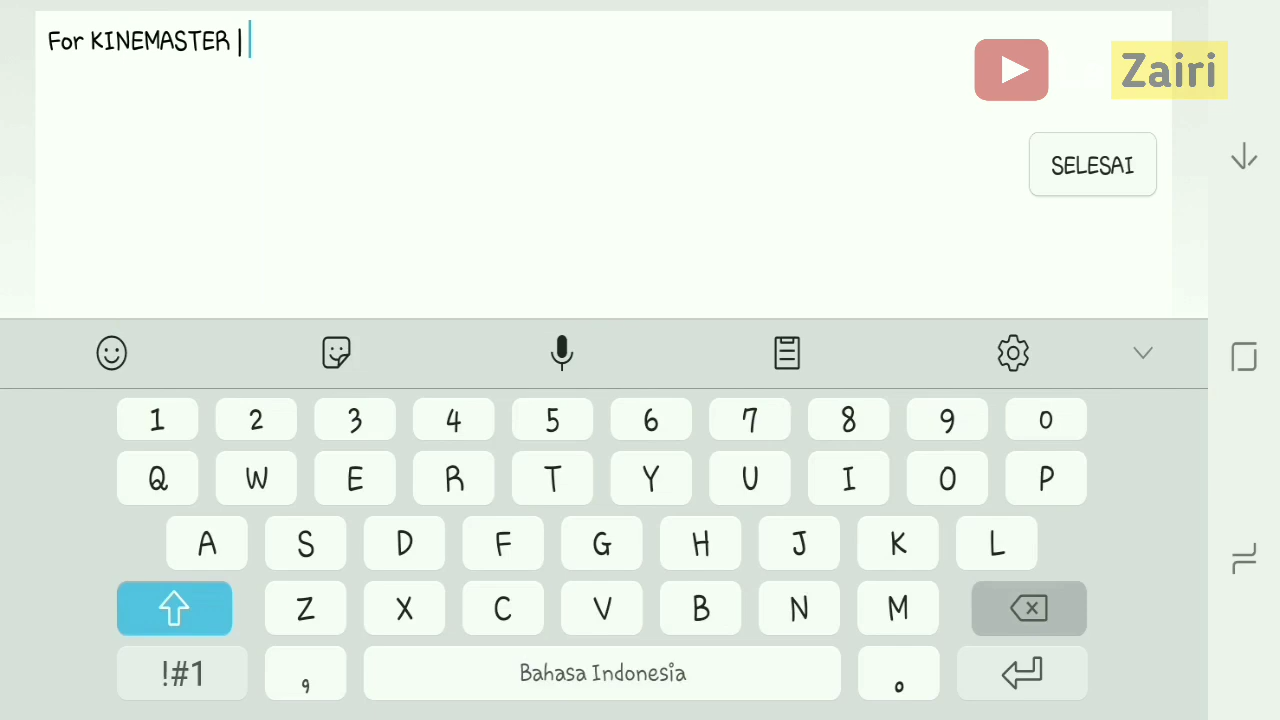 For KINEMASTER |
Zairi
SELESAI
1 2 3 4 5 6 7 8 9 0
Q W E R T Y U I O P
A S D F G H J K L
Z X C V B N M
!#1 , Bahasa Indonesia .